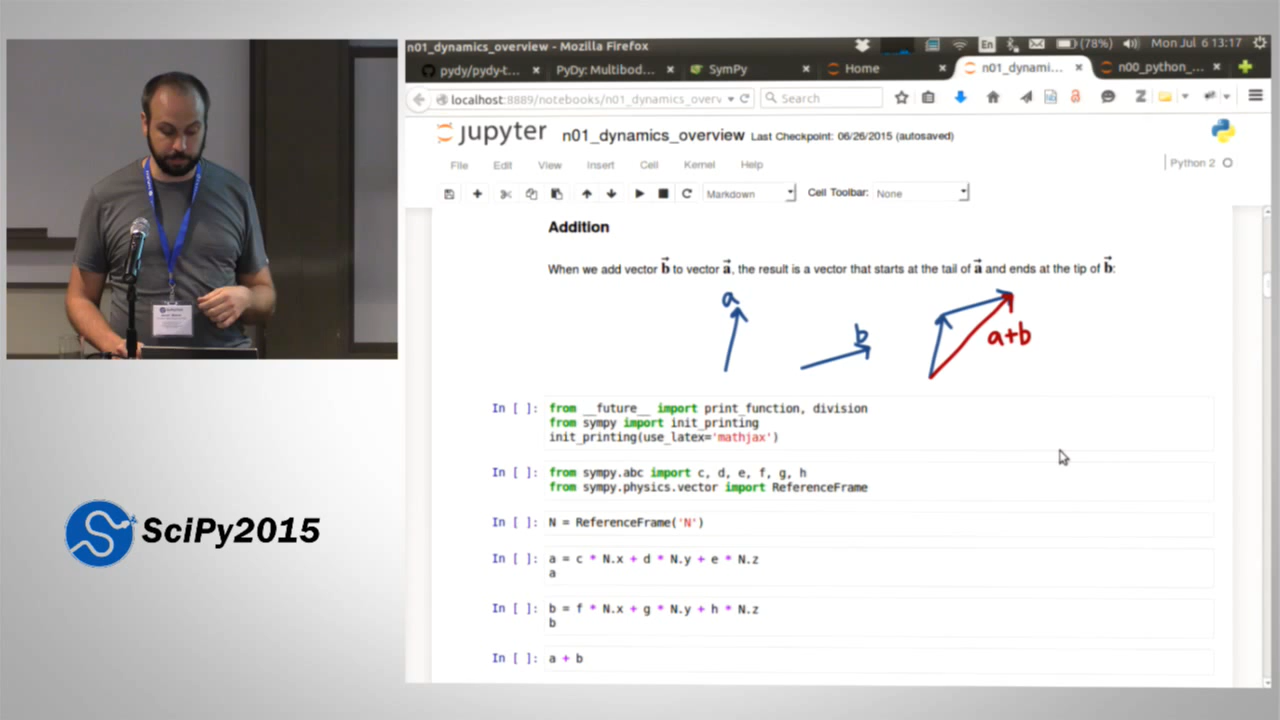 n01_dynamics_overview - Mozilla Firefox
En
(78%)
Mon Jul 6 13:17
pydy/pydy-t...
PyDy: Multibod...
SymPy
Home
n01_dynami...
n00_python_...
localhost:8889/notebooks/n01_dynamics_overv
Search
Z
jupyter
n01_dynamics_overview
Last Checkpoint: 06/26/2015 (autosaved)
File Edit View Insert Cell Kernel Help
Python 2
Markdown
Cell Toolbar: None
Addition
When we add vector b⃗ to vector a⃗, the result is a vector that starts at the tail of a⃗ and ends at the tip of b⃗:
a
b
a+b
In [ ]: from __future__ import print_function, division
from sympy import init_printing
init_printing(use_latex='mathjax')
In [ ]: from sympy.abc import c, d, e, f, g, h
from sympy.physics.vector import ReferenceFrame
In [ ]: N = ReferenceFrame('N')
In [ ]: a = c * N.x + d * N.y + e * N.z
a
In [ ]: b = f * N.x + g * N.y + h * N.z
b
In [ ]: a + b
SciPy2015